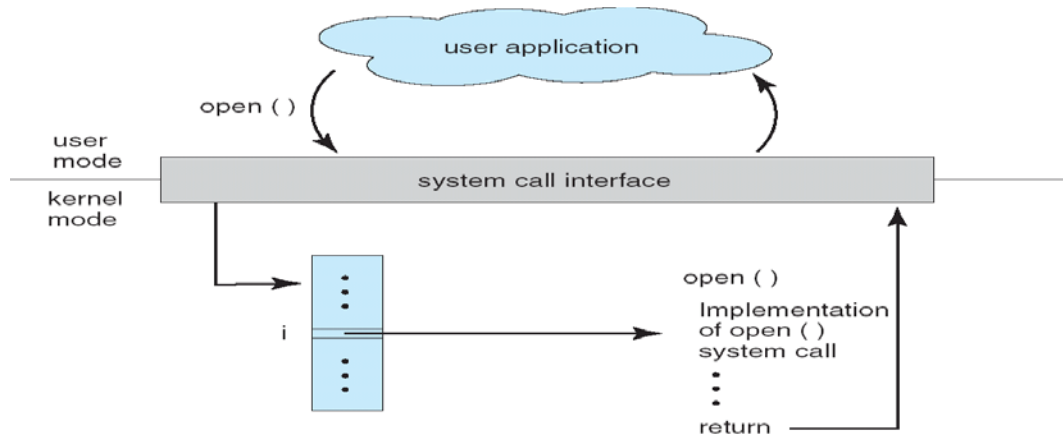 user application
open ( )
user
mode
system call interface
kernel
mode
open ( )
i
Implementation
of open ( )
system call
return